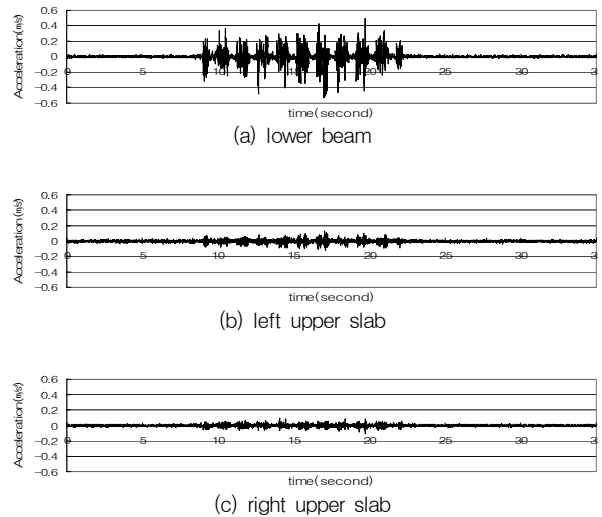 Acceleration(㎨)
0.6
0.4
0.2
0
−0.2
−0.4
−0.6
0 5 10 15 20 25 30 35
time(second)
(a) lower beam
Acceleration(㎨)
0.6
0.4
0.2
0
−0.2
−0.4
−0.6
0 5 10 15 20 25 30 35
time(second)
(b) left upper slab
Acceleration(㎨)
0.6
0.4
0.2
0
−0.2
−0.4
−0.6
0 5 10 15 20 25 30 35
time(second)
(c) right upper slab